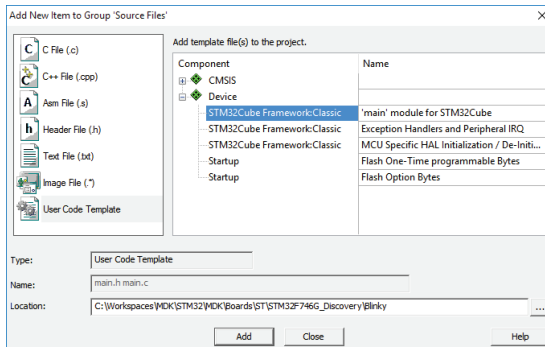 Add New Item to Group 'Source Files'
C File (.c)
C++ File (.cpp)
Asm File (.s)
Header File (.h)
Text File (.txt)
Image File (.*)
User Code Template
Add template file(s) to the project.
Component Name
CMSIS
Device
STM32Cube Framework:Classic 'main' module for STM32Cube
STM32Cube Framework:Classic Exception Handlers and Peripheral IRQ
STM32Cube Framework:Classic MCU Specific HAL Initialization / De-Initi...
Startup Flash One-Time programmable Bytes
Startup Flash Option Bytes
Type: User Code Template
Name: main.h main.c
Location: C:\Workspaces\MDK\STM32\MDK\Boards\ST\STM32F746G_Discovery\Blinky ...
Add Close Help